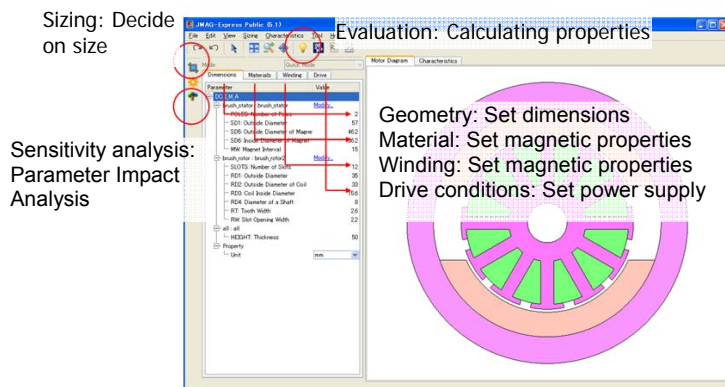 Sizing: Decide
on size
JMAG-Express Public (5.1)
File Edit View Sizing Characteristics Tool Help
Evaluation: Calculating properties
Mode: Quick Mode
Dimensions Materials Winding Drive
Motor Diagram Characteristics
Parameter Value
brush_stator : brush_stator Modify..
POLES: Number of Poles 2
SD1: Outside Diameter 57
SD5: Outside Diameter of Magnet 46.2
SD6: Inside Diameter of Magnet
MW: Magnet Interval 15
brush_rotor : brush_rotor2 Modify..
SLOTS: Number of Slots 12
RD1: Outside Diameter 35
RD2: Outside Diameter of Coil 33
RD3: Coil Inside Diameter
RD4: Diameter of a Shaft 8
RT: Tooth Width 2.6
RW: Slot Opening Width 2.2
all : all
HEIGHT: Thickness 50
Property
Unit mm
Sensitivity analysis:
Parameter Impact
Analysis
Geometry: Set dimensions
Material: Set magnetic properties
Winding: Set magnetic properties
Drive conditions: Set power supply